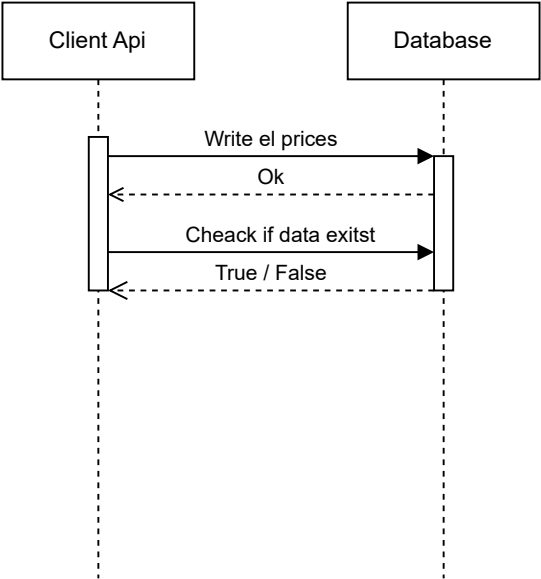 Client Api
Database
Write el prices
Ok
Cheack if data exitst
True / False